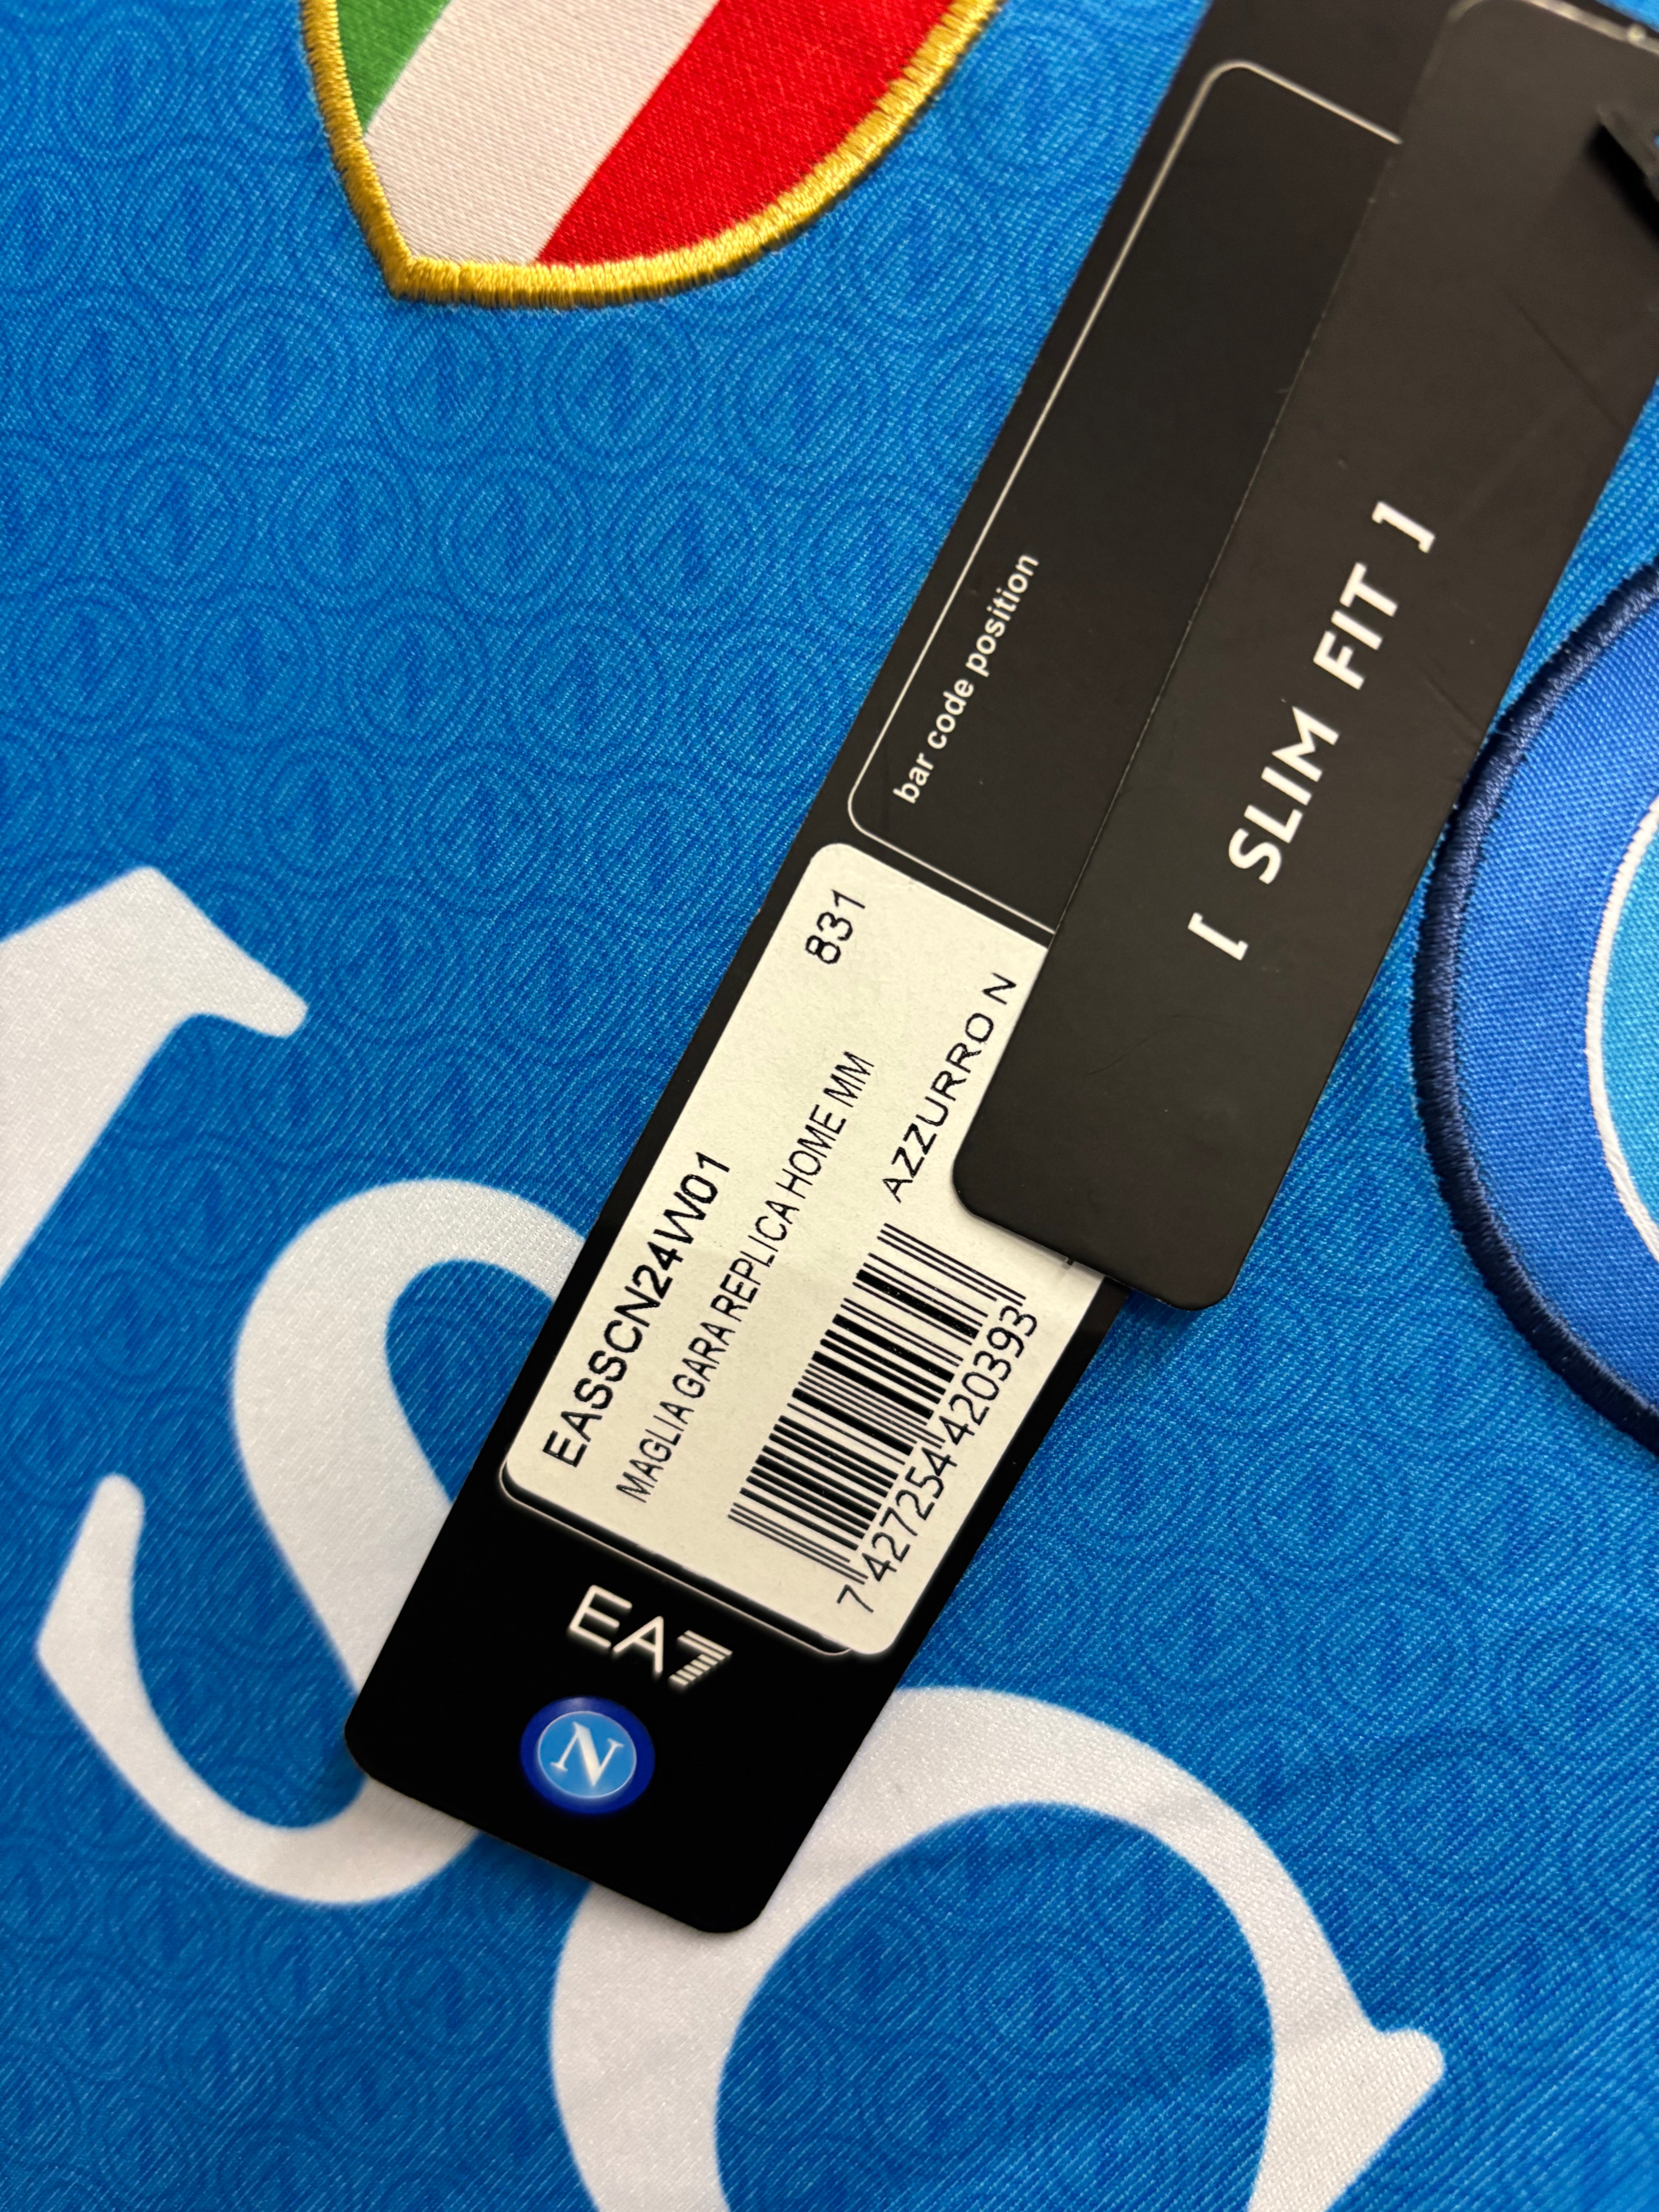 bar code position
[ SLIM FIT ]
EASSCN24W01 831
MAGLIA GARA REPLICA HOME MM
AZZURRO N
7 427254 420393
EA7
N